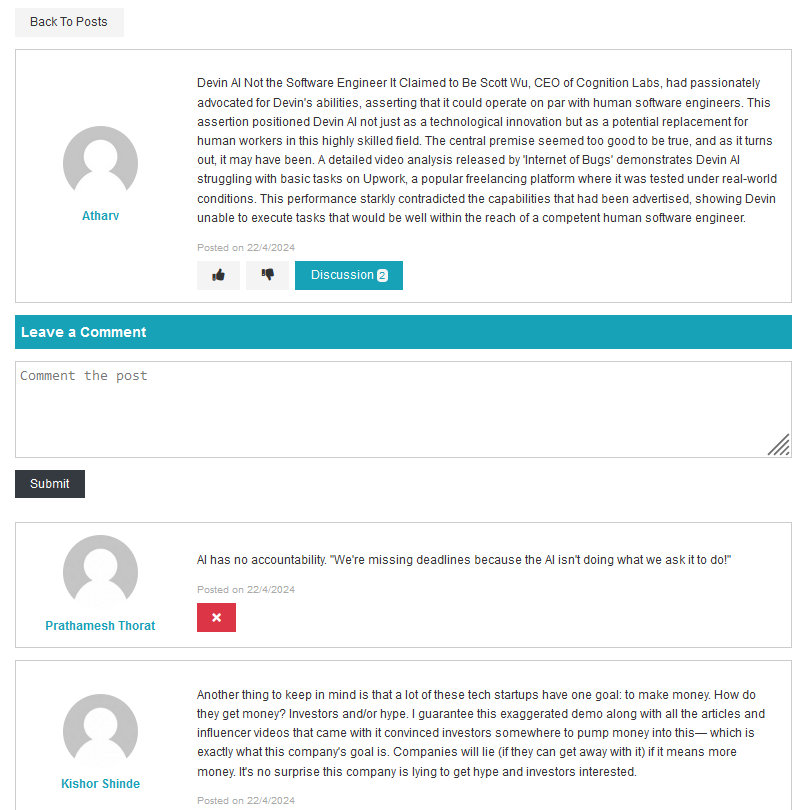 Back To Posts
Devin AI Not the Software Engineer It Claimed to Be Scott Wu, CEO of Cognition Labs, had passionately
advocated for Devin's abilities, asserting that it could operate on par with human software engineers. This
assertion positioned Devin AI not just as a technological innovation but as a potential replacement for
human workers in this highly skilled field. The central premise seemed too good to be true, and as it turns
out, it may have been. A detailed video analysis released by 'Internet of Bugs' demonstrates Devin AI
struggling with basic tasks on Upwork, a popular freelancing platform where it was tested under real-world
conditions. This performance starkly contradicted the capabilities that had been advertised, showing Devin
unable to execute tasks that would be well within the reach of a competent human software engineer.
Atharv
Posted on 22/4/2024
Discussion 2
Leave a Comment
Comment the post
Submit
AI has no accountability. "We're missing deadlines because the AI isn't doing what we ask it to do!"
Posted on 22/4/2024
Prathamesh Thorat
Another thing to keep in mind is that a lot of these tech startups have one goal: to make money. How do
they get money? Investors and/or hype. I guarantee this exaggerated demo along with all the articles and
influencer videos that came with it convinced investors somewhere to pump money into this— which is
exactly what this company's goal is. Companies will lie (if they can get away with it) if it means more
money. It's no surprise this company is lying to get hype and investors interested.
Kishor Shinde
Posted on 22/4/2024